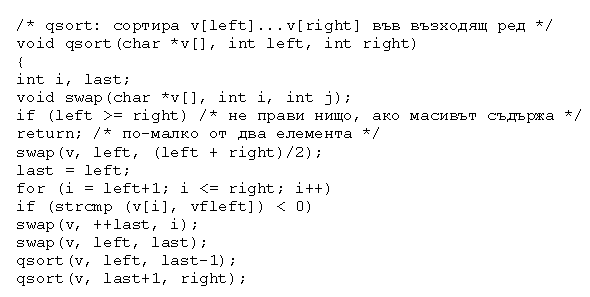 /* qsort: сортира v[left]...v[right] във възходящ ред */
void qsort(char *v[], int left, int right)
{
int i, last;
void swap(char *v[], int i, int j);
if (left >= right) /* не прави нищо, ако масивът съдържа */
return; /* по-малко от два елемента */
swap(v, left, (left + right)/2);
last = left;
for (i = left+1; i <= right; i++)
if (strcmp (v[i], vfleft]) < 0)
swap(v, ++last, i);
swap(v, left, last);
qsort(v, left, last-1);
qsort(v, last+1, right);